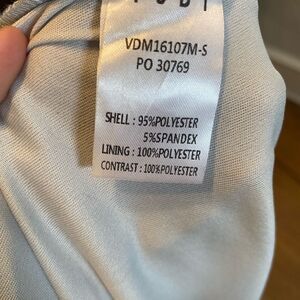 VDM16107M-S
PO 30769
SHELL : 95%POLYESTER
5%SPANDEX
LINING : 100%POLYESTER
CONTRAST : 100%POLYESTER